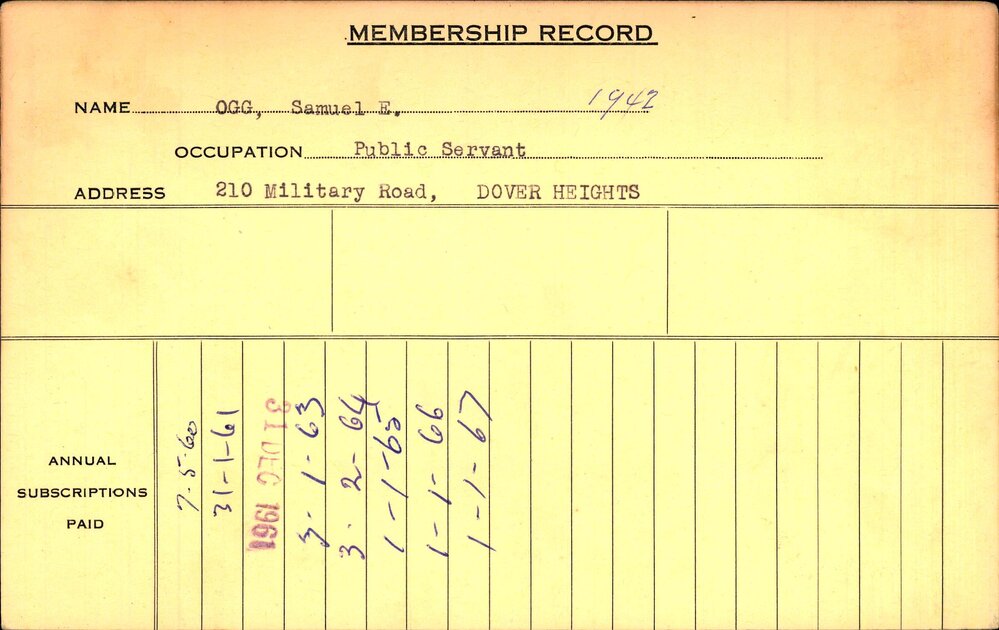 MEMBERSHIP RECORD
NAME OGG, Samuel E. 1942
OCCUPATION Public Servant
ADDRESS 210 Military Road, DOVER HEIGHTS
ANNUAL
SUBSCRIPTIONS
PAID
7-5-60
31-1-61
31 DEC 1961
3-1-63
3-2-64
1-1-65
1-1-66
1-1-67